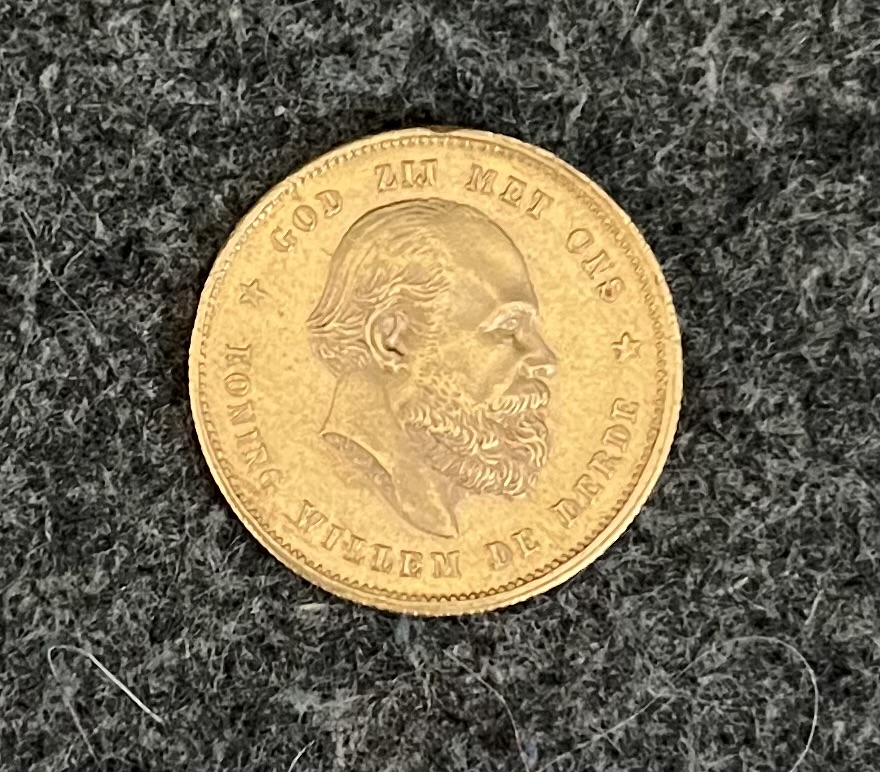 GOD ZIJ MET ONS
KONING WILLEM DE DERDE